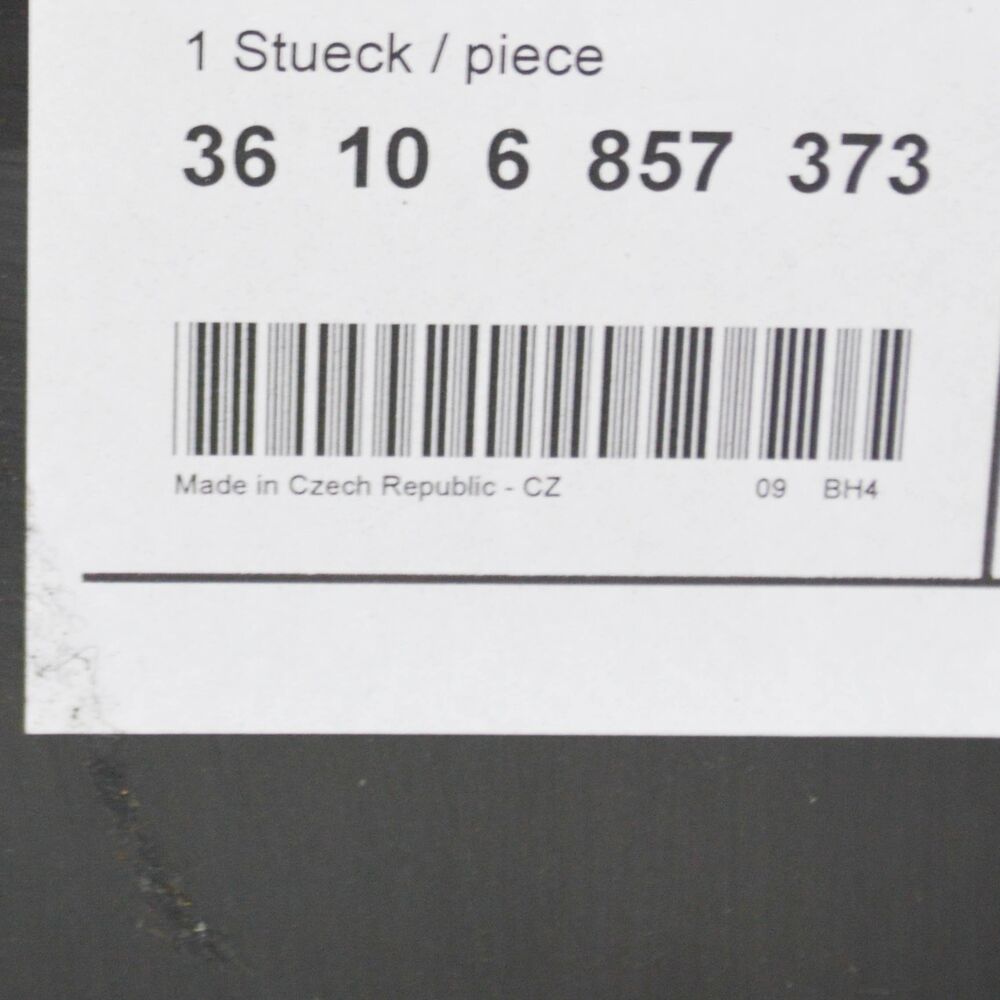 1 Stueck / piece
36 10 6 857 373
Made in Czech Republic - CZ 09 BH4